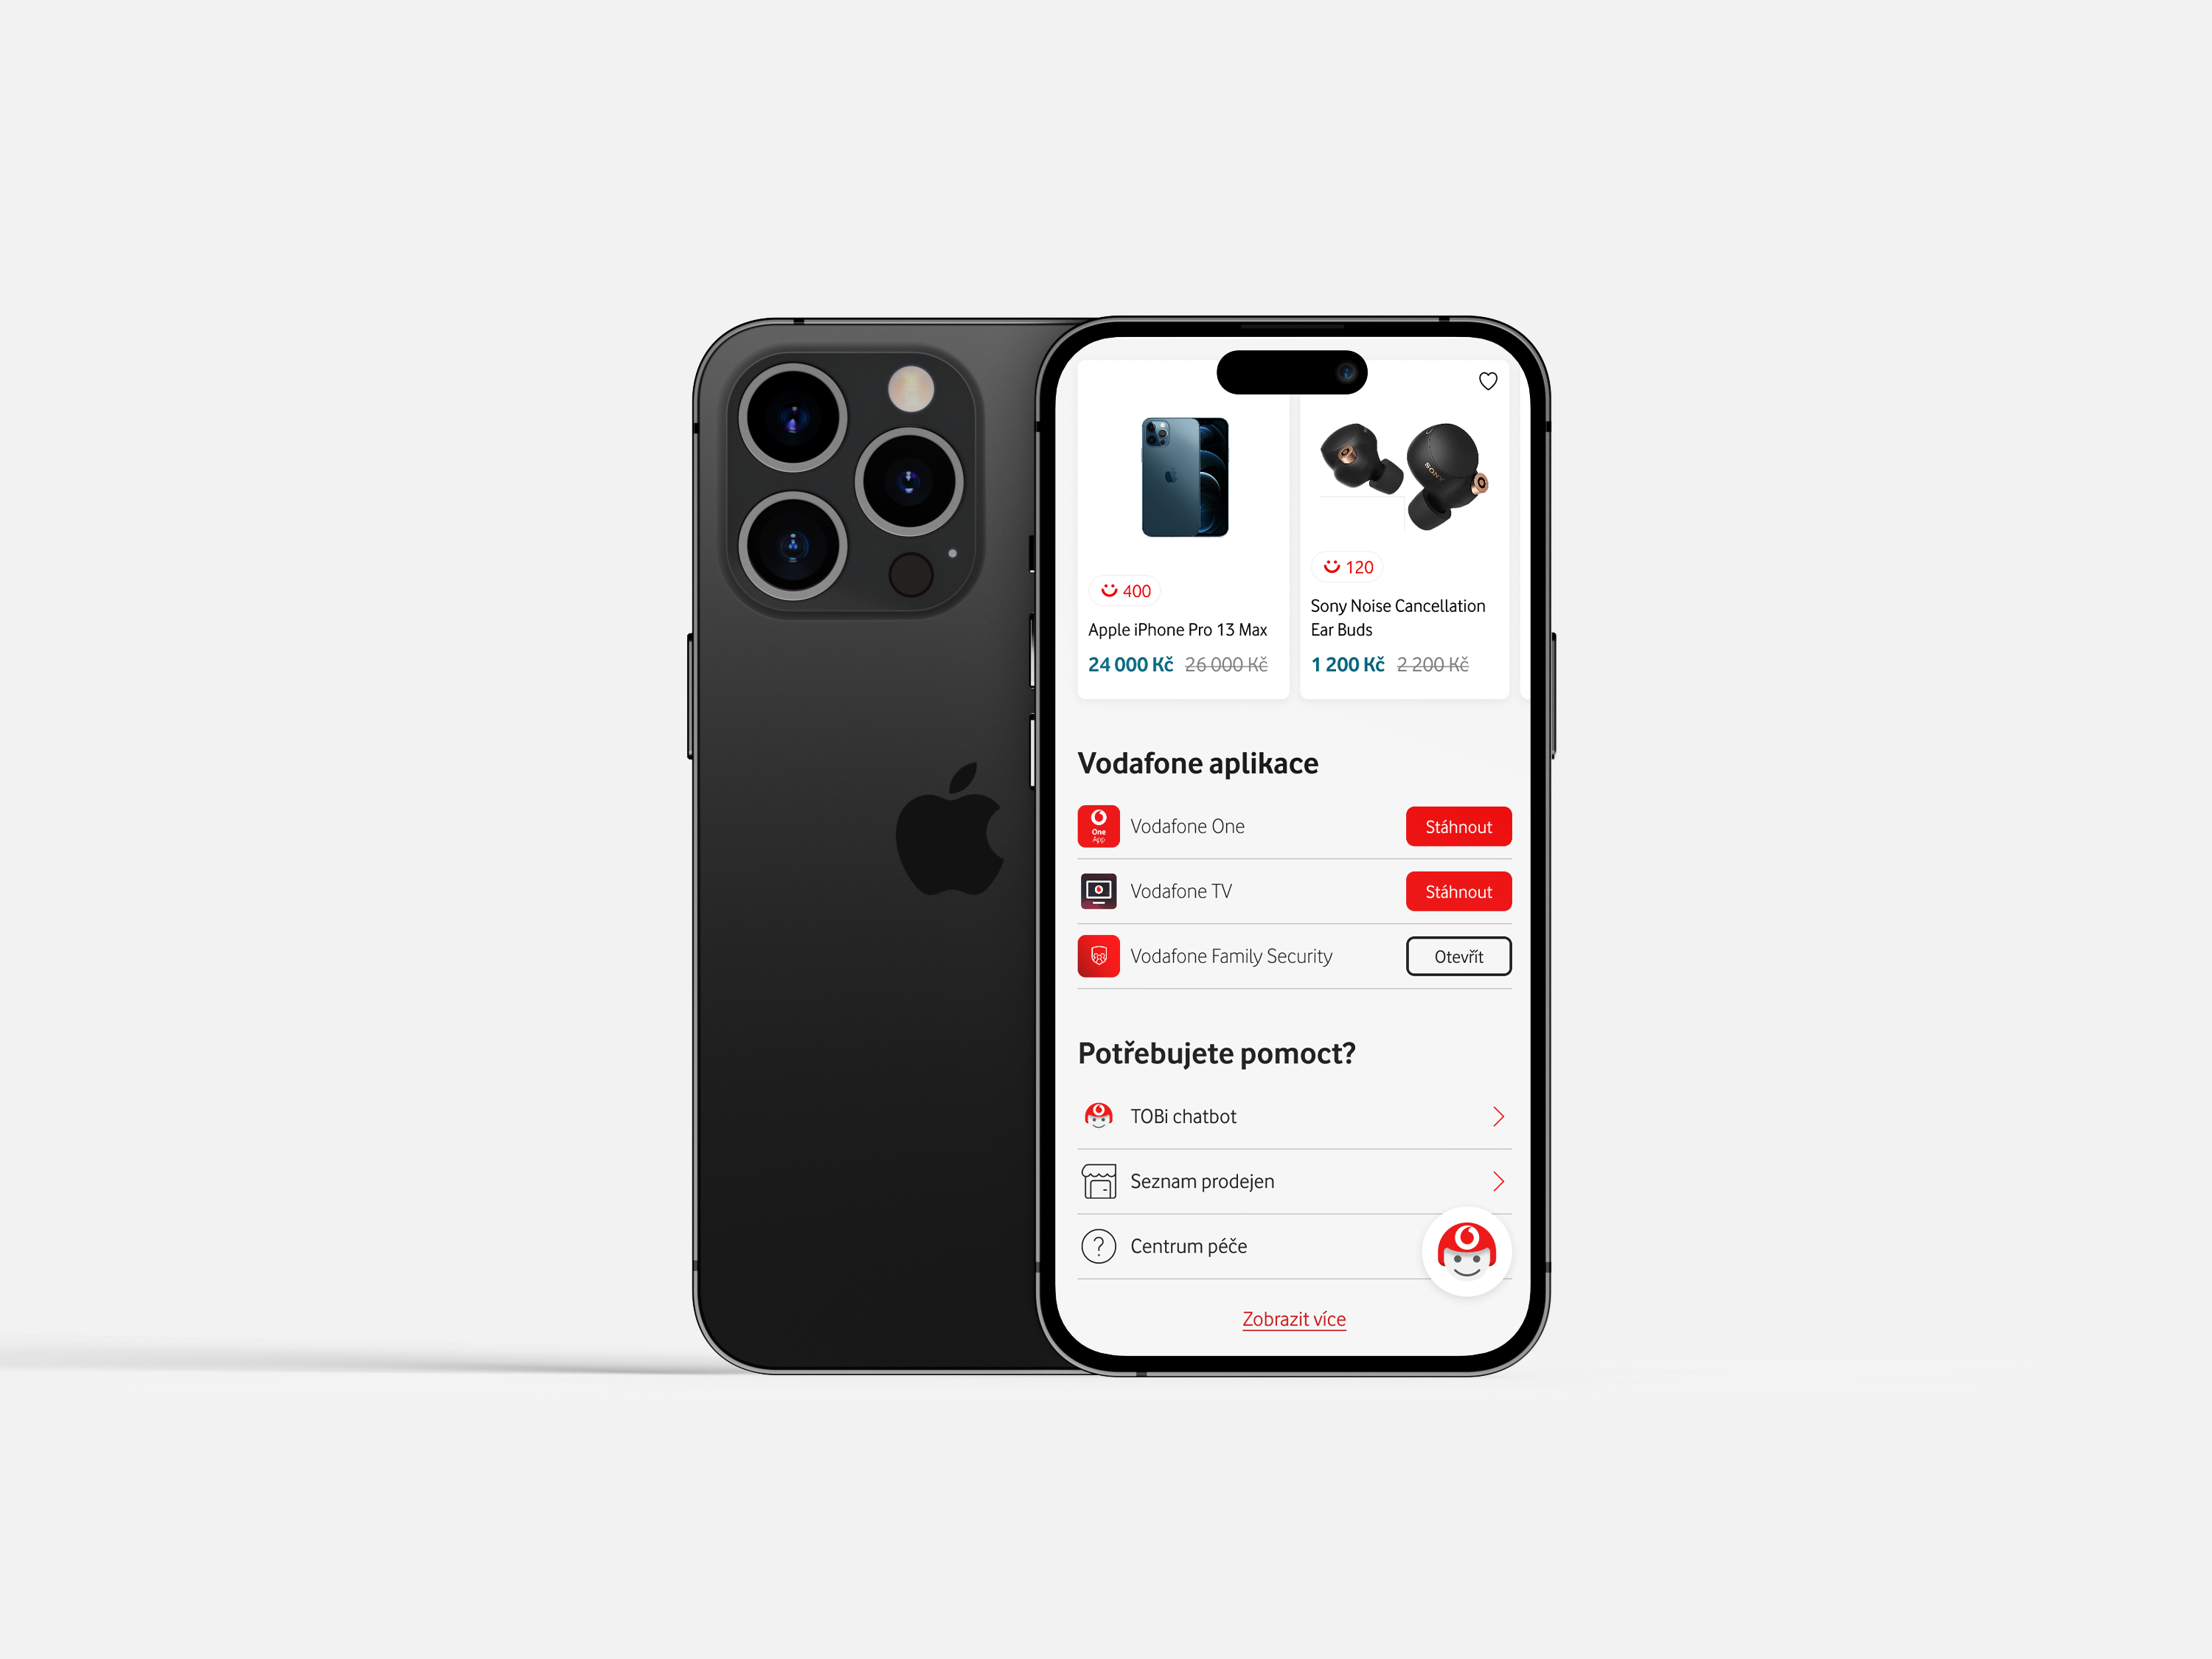 SONY
400
120
Apple iPhone Pro 13 Max
Sony Noise Cancellation
Ear Buds
24 000 Kč 26 000 Kč
1 200 Kč 2 200 Kč
Vodafone aplikace
One
App
Vodafone One
Stáhnout
Vodafone TV
Stáhnout
Vodafone Family Security
Otevřít
Potřebujete pomoct?
TOBi chatbot
Seznam prodejen
?
Centrum péče
Zobrazit více